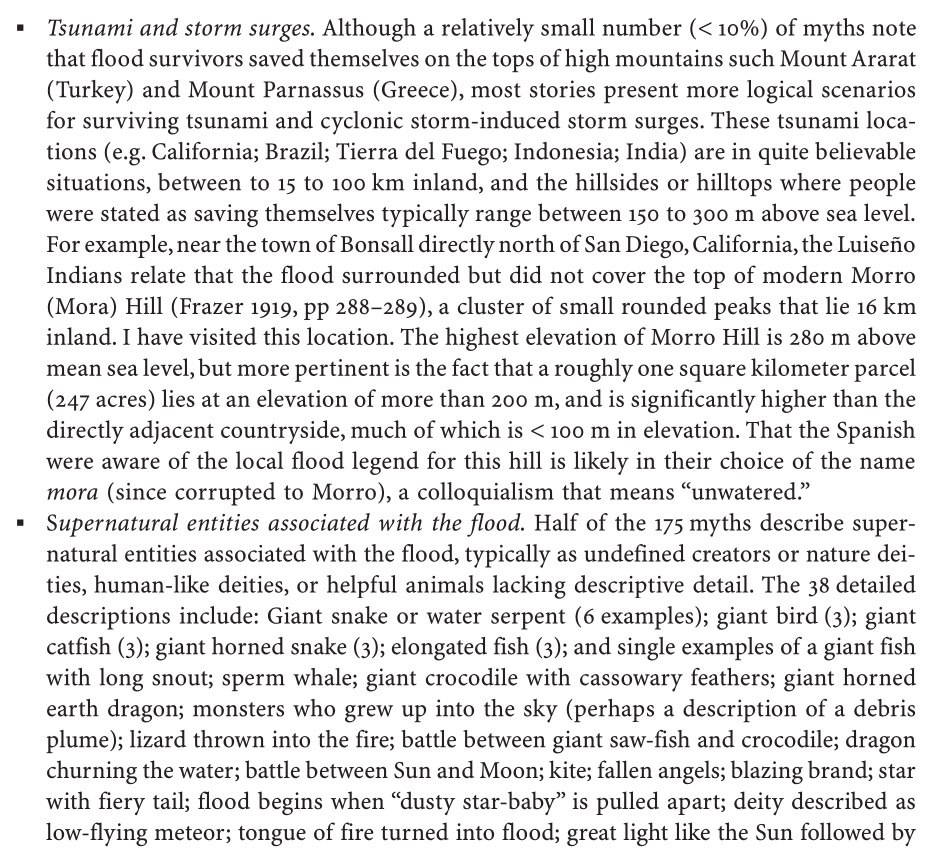 ▪ Tsunami and storm surges. Although a relatively small number (< 10%) of myths note
that flood survivors saved themselves on the tops of high mountains such Mount Ararat
(Turkey) and Mount Parnassus (Greece), most stories present more logical scenarios
for surviving tsunami and cyclonic storm-induced storm surges. These tsunami loca-
tions (e.g. California; Brazil; Tierra del Fuego; Indonesia; India) are in quite believable
situations, between to 15 to 100 km inland, and the hillsides or hilltops where people
were stated as saving themselves typically range between 150 to 300 m above sea level.
For example, near the town of Bonsall directly north of San Diego, California, the Luiseño
Indians relate that the flood surrounded but did not cover the top of modern Morro
(Mora) Hill (Frazer 1919, pp 288–289), a cluster of small rounded peaks that lie 16 km
inland. I have visited this location. The highest elevation of Morro Hill is 280 m above
mean sea level, but more pertinent is the fact that a roughly one square kilometer parcel
(247 acres) lies at an elevation of more than 200 m, and is significantly higher than the
directly adjacent countryside, much of which is < 100 m in elevation. That the Spanish
were aware of the local flood legend for this hill is likely in their choice of the name
mora (since corrupted to Morro), a colloquialism that means “unwatered.”
▪ Supernatural entities associated with the flood. Half of the 175 myths describe super-
natural entities associated with the flood, typically as undefined creators or nature dei-
ties, human-like deities, or helpful animals lacking descriptive detail. The 38 detailed
descriptions include: Giant snake or water serpent (6 examples); giant bird (3); giant
catfish (3); giant horned snake (3); elongated fish (3); and single examples of a giant fish
with long snout; sperm whale; giant crocodile with cassowary feathers; giant horned
earth dragon; monsters who grew up into the sky (perhaps a description of a debris
plume); lizard thrown into the fire; battle between giant saw-fish and crocodile; dragon
churning the water; battle between Sun and Moon; kite; fallen angels; blazing brand; star
with fiery tail; flood begins when “dusty star-baby” is pulled apart; deity described as
low-flying meteor; tongue of fire turned into flood; great light like the Sun followed by